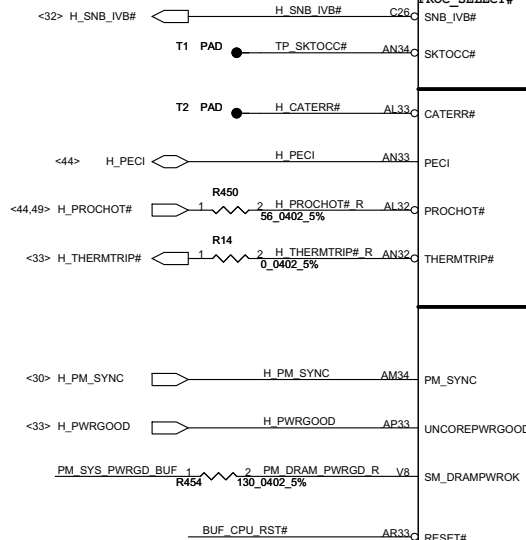 PROC_SELECT#
<32> H_SNB_IVB# H_SNB_IVB# C26 SNB_IVB#
T1 PAD TP_SKTOCC# AN34 SKTOCC#
T2 PAD H_CATERR# AL33 CATERR#
<44> H_PECI H_PECI AN33 PECI
R450
<44,49> H_PROCHOT# 1 2 H_PROCHOT#_R AL32 PROCHOT#
56_0402_5%
R14
<33> H_THERMTRIP# 1 2 H_THERMTRIP#_R AN32 THERMTRIP#
0_0402_5%
<30> H_PM_SYNC H_PM_SYNC AM34 PM_SYNC
<33> H_PWRGOOD H_PWRGOOD AP33 UNCOREPWRGOOD
PM_SYS_PWRGD_BUF 1 2 PM_DRAM_PWRGD_R V8 SM_DRAMPWROK
R454 130_0402_5%
BUF_CPU_RST# AR33 RESET#